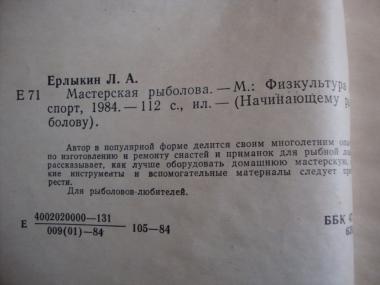 Ерлыкин Л. А.
Е 71 Мастерская рыболова. — М.: Физкультура
спорт, 1984. — 112 с., ил. — (Начинающему
болову).
Автор в популярной форме делится своим многолетним
по изготовлению и ремонту снастей и приманок для рыбной
рассказывает, как лучше оборудовать домашнюю мастерскую,
кие инструменты и вспомогательные материалы следует
рести.
Для рыболовов-любителей.
4002020000—131
Е 105—84
009(01)—84
ББК